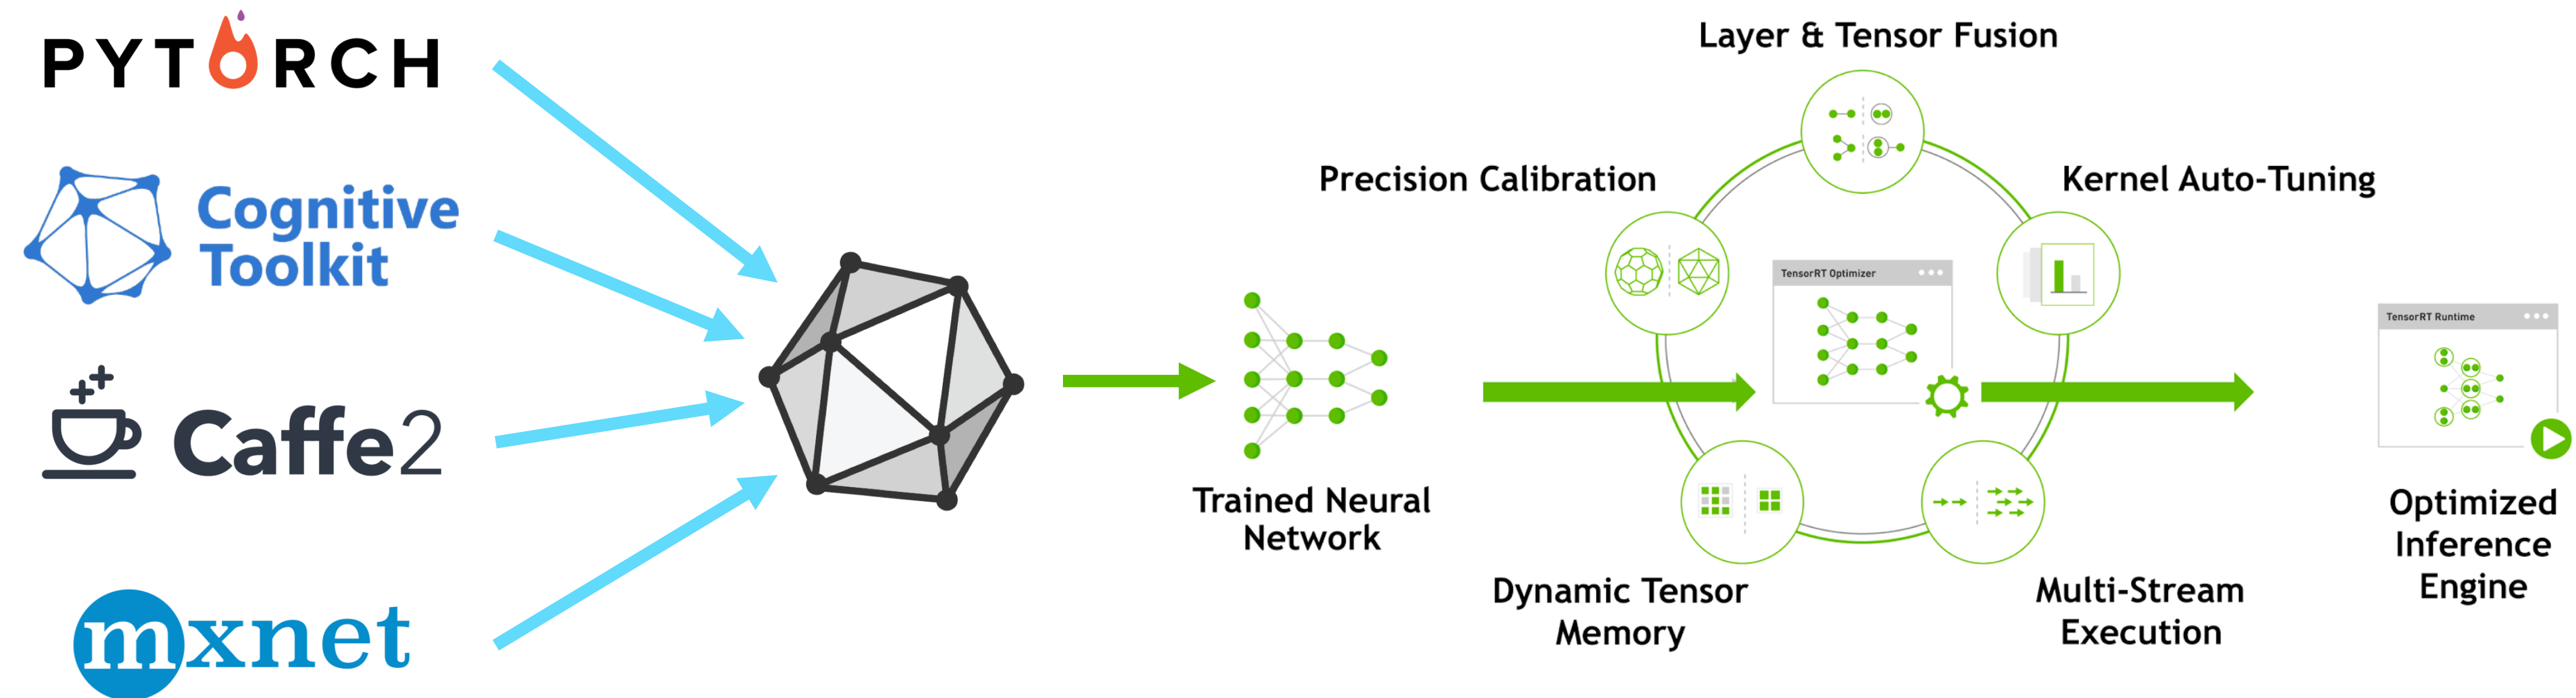 PYTORCH
Cognitive
Toolkit
Caffe2
mxnet
Trained Neural
Network
Layer & Tensor Fusion
Precision Calibration
Kernel Auto-Tuning
TensorRT Optimizer
Dynamic Tensor
Memory
Multi-Stream
Execution
TensorRT Runtime
Optimized
Inference
Engine